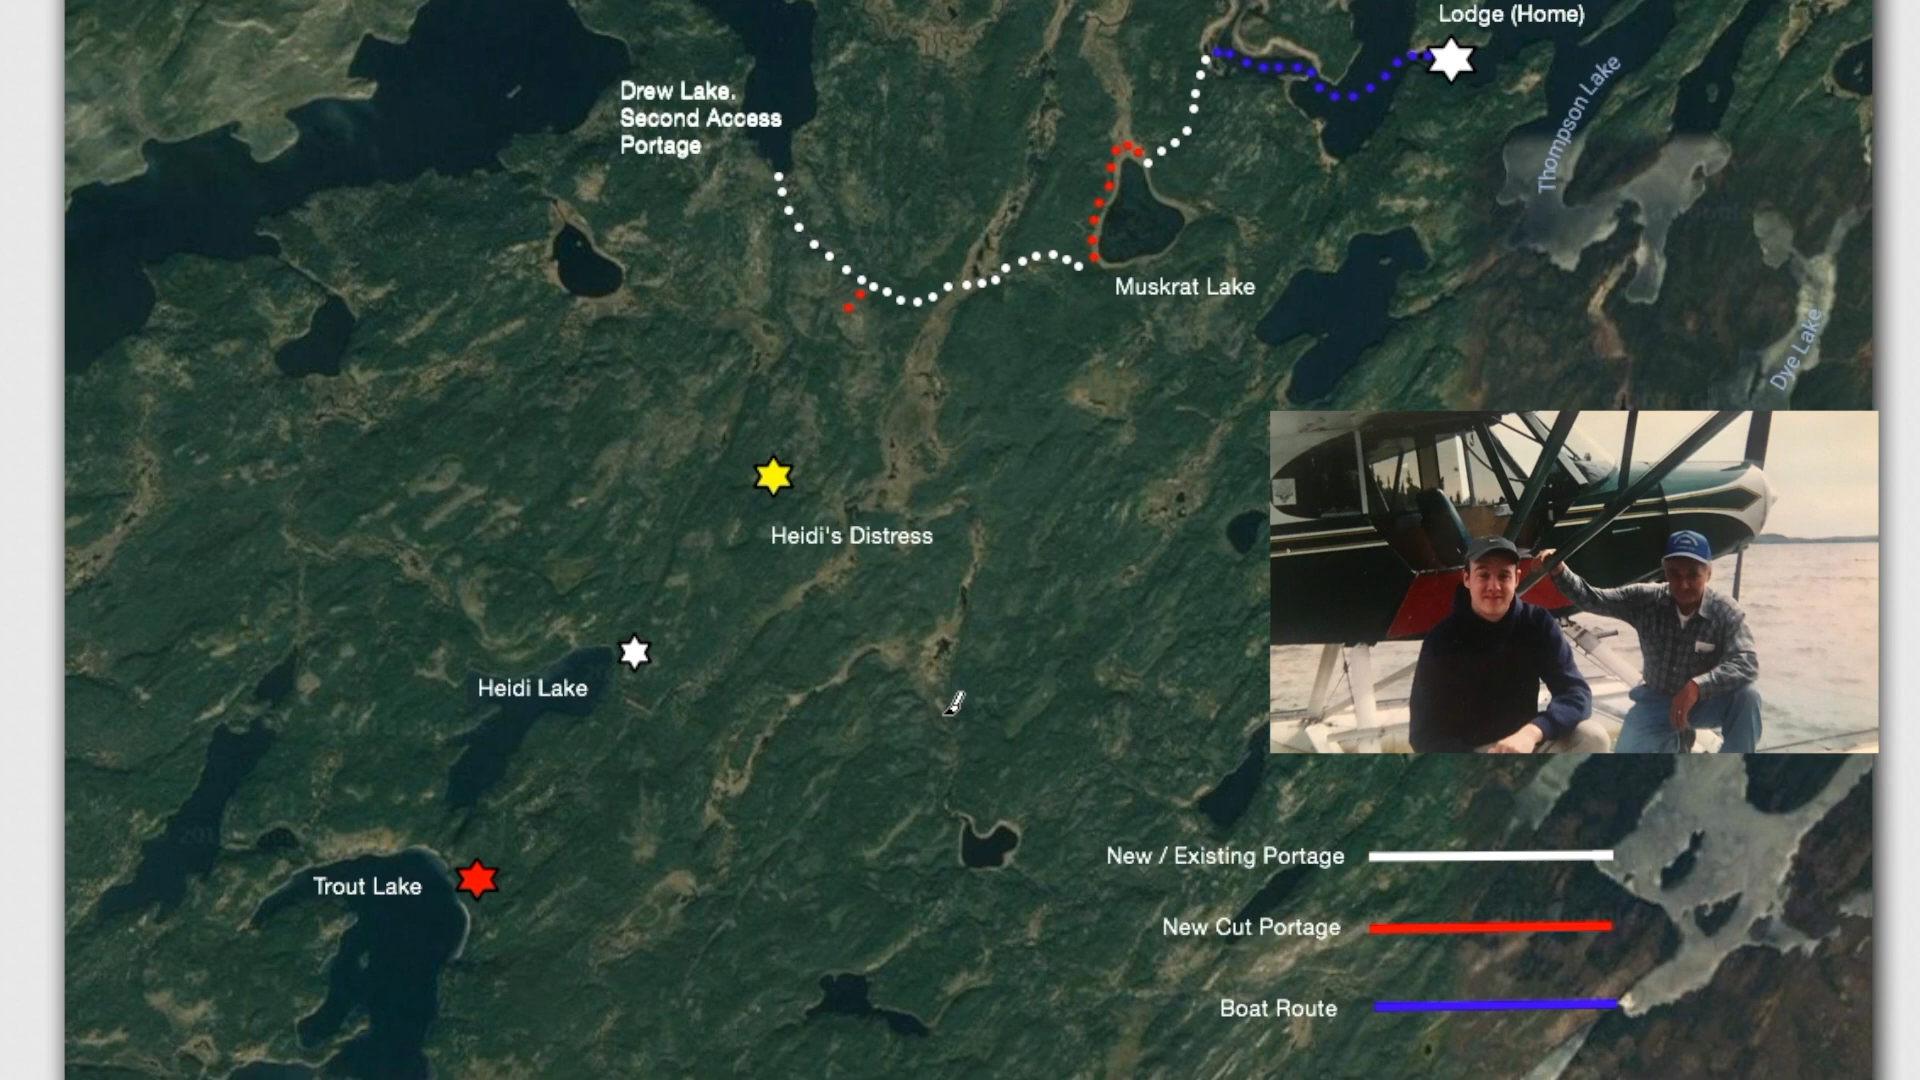 Lodge (Home)
Drew Lake.
Second Access
Portage
Thompson Lake
Muskrat Lake
Dye Lake
Heidi's Distress
Heidi Lake
Trout Lake
New / Existing Portage
New Cut Portage
Boat Route